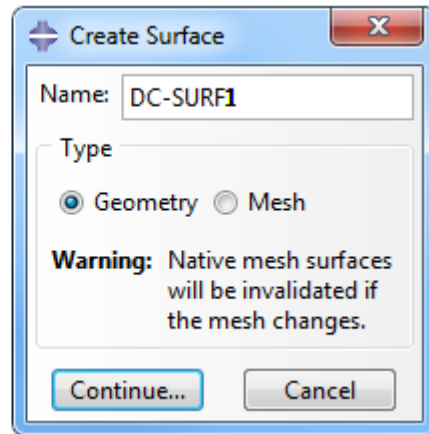 Create Surface
Name: DC-SURF1
Type
Geometry Mesh
Warning: Native mesh surfaces
will be invalidated if
the mesh changes.
Continue... Cancel